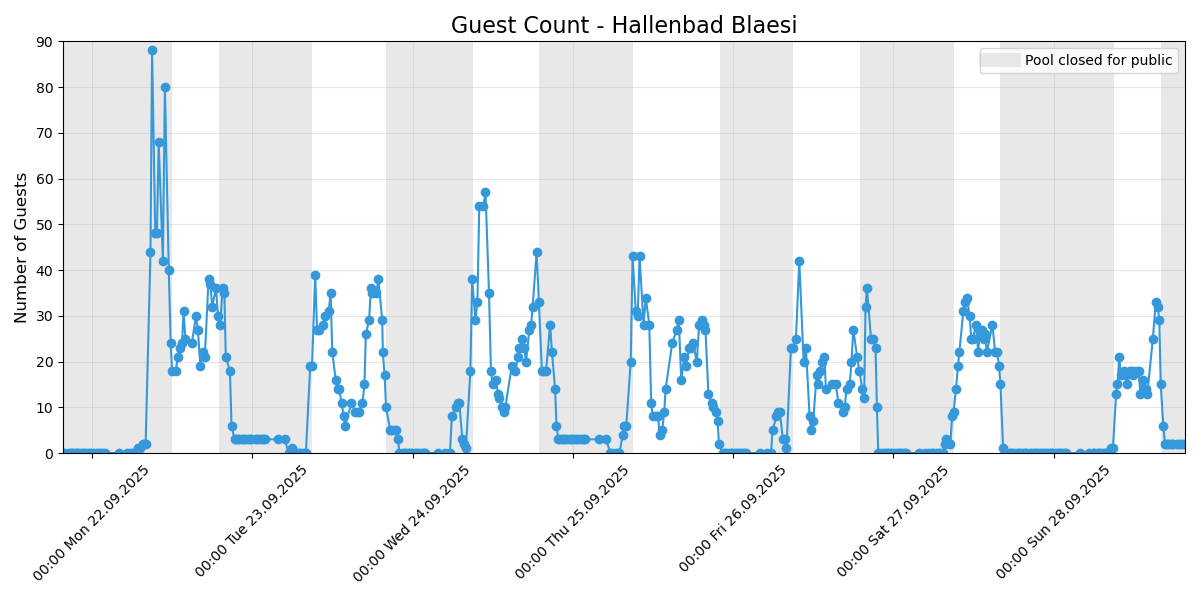 Guest Count - Hallenbad Blaesi
Pool closed for public
Number of Guests
90
80
70
60
50
40
30
20
10
0
00:00 Mon 22.09.2025
00:00 Tue 23.09.2025
00:00 Wed 24.09.2025
00:00 Thu 25.09.2025
00:00 Fri 26.09.2025
00:00 Sat 27.09.2025
00:00 Sun 28.09.2025